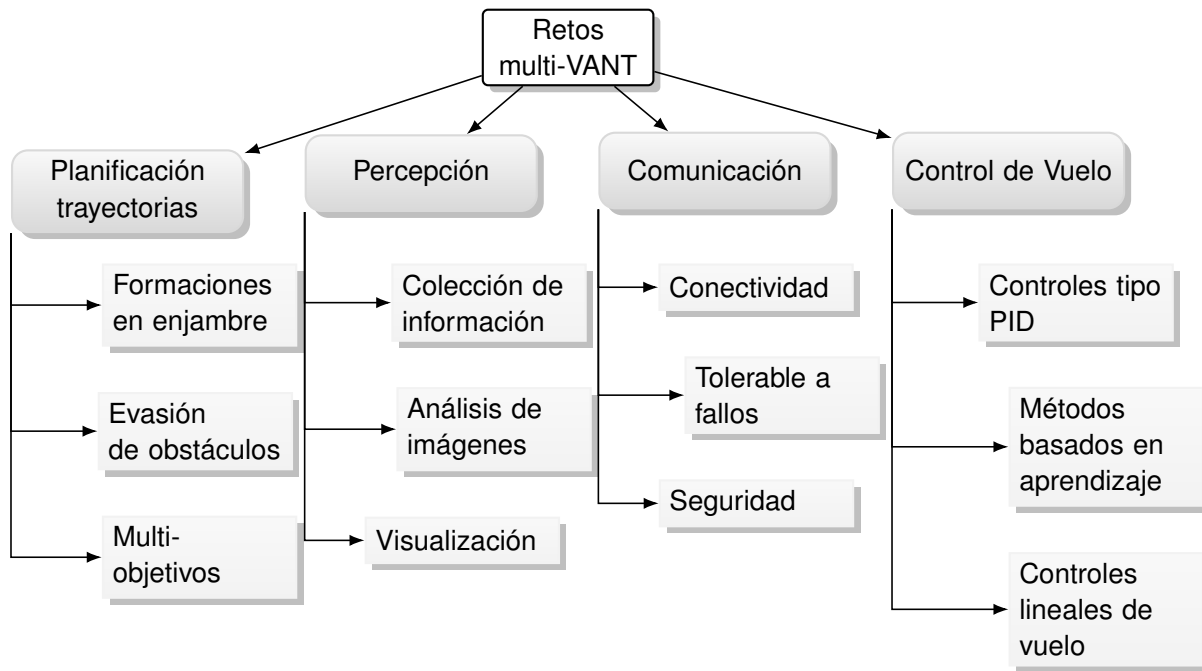 Retos
multi-VANT
Planificación
trayectorias
Formaciones
en enjambre
Evasión
de obstáculos
Multi-
objetivos
Percepción
Colección de
información
Análisis de
imágenes
Visualización
Comunicación
Conectividad
Tolerable a
fallos
Seguridad
Control de Vuelo
Controles tipo
PID
Métodos
basados en
aprendizaje
Controles
lineales de
vuelo